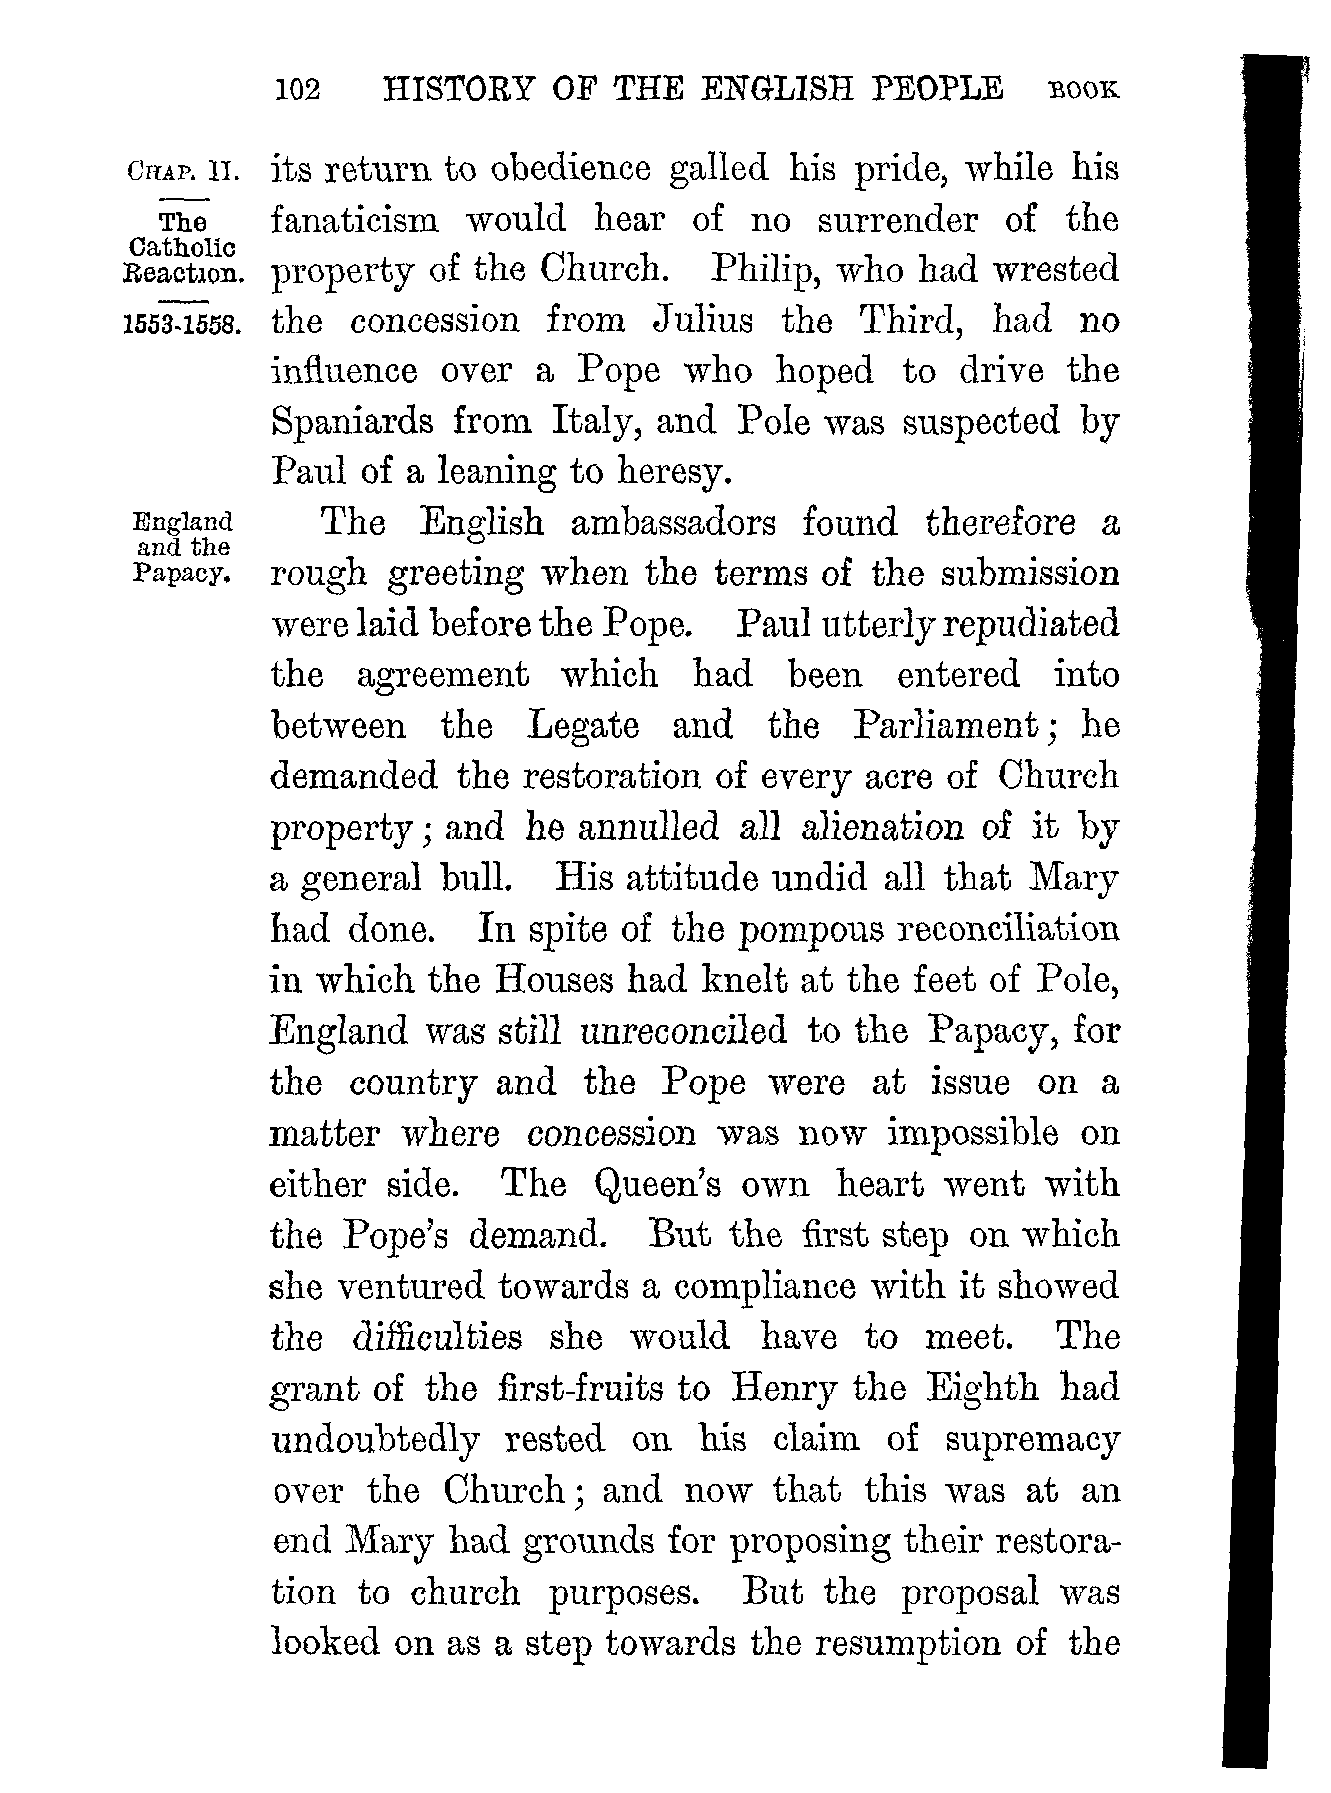 102 HISTORY OF THE ENGLISH PEOPLE BOOK
CHAP. II.
The
Catholic
Reaction.
1553-1558.
its return to obedience galled his pride, while his
fanaticism would hear of no surrender of the
property of the Church. Philip, who had wrested
the concession from Julius the Third, had no
influence over a Pope who hoped to drive the
Spaniards from Italy, and Pole was suspected by
Paul of a leaning to heresy.
England
and the
Papacy.
The English ambassadors found therefore a
rough greeting when the terms of the submission
were laid before the Pope. Paul utterly repudiated
the agreement which had been entered into
between the Legate and the Parliament; he
demanded the restoration of every acre of Church
property; and he annulled all alienation of it by
a general bull. His attitude undid all that Mary
had done. In spite of the pompous reconciliation
in which the Houses had knelt at the feet of Pole,
England was still unreconciled to the Papacy, for
the country and the Pope were at issue on a
matter where concession was now impossible on
either side. The Queen's own heart went with
the Pope's demand. But the first step on which
she ventured towards a compliance with it showed
the difficulties she would have to meet. The
grant of the first-fruits to Henry the Eighth had
undoubtedly rested on his claim of supremacy
over the Church; and now that this was at an
end Mary had grounds for proposing their restora-
tion to church purposes. But the proposal was
looked on as a step towards the resumption of the